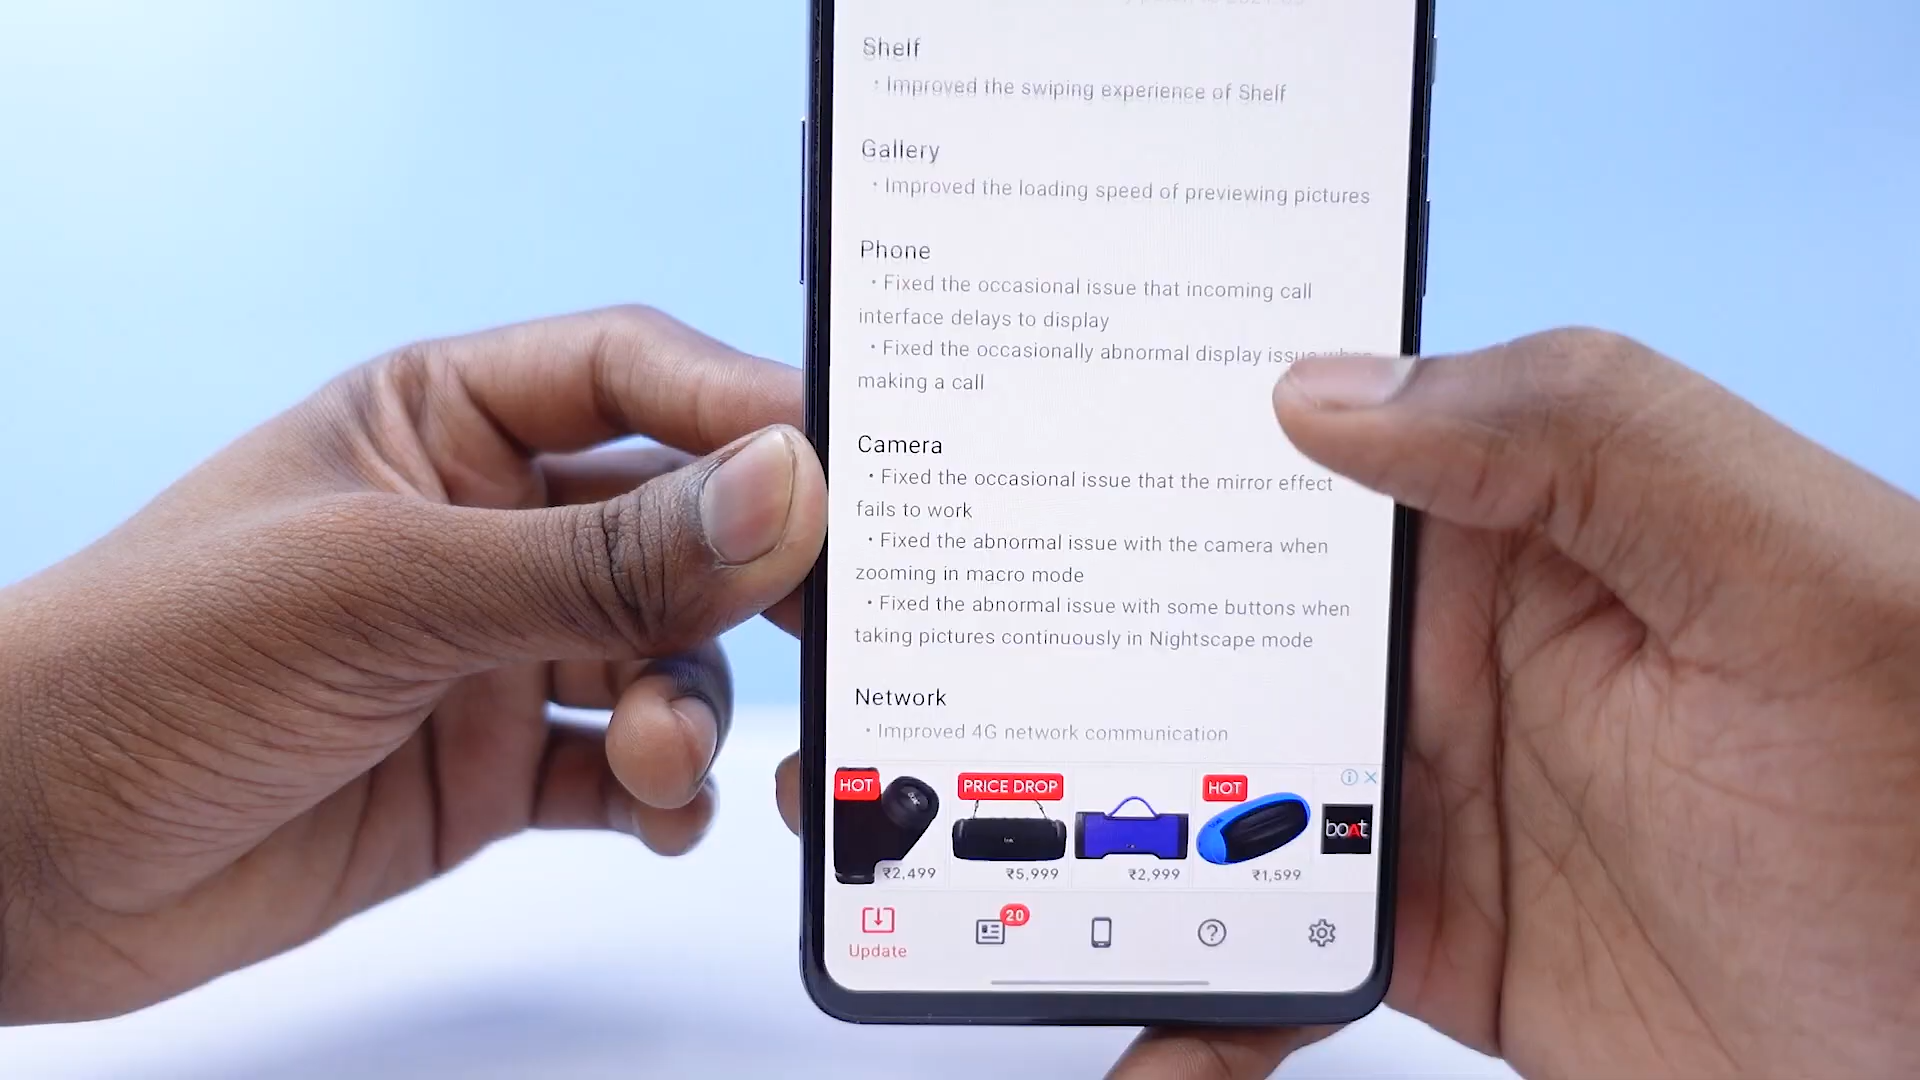 Shelf
• Improved the swiping experience of Shelf
Gallery
• Improved the loading speed of previewing pictures
Phone
• Fixed the occasional issue that incoming call
interface delays to display
• Fixed the occasionally abnormal display issue when
making a call
Camera
• Fixed the occasional issue that the mirror effect
fails to work
• Fixed the abnormal issue with the camera when
zooming in macro mode
• Fixed the abnormal issue with some buttons when
taking pictures continuously in Nightscape mode
Network
• Improved 4G network communication
HOT
PRICE DROP
HOT
boAt
₹2,499
₹5,999
₹2,999
₹1,599
20
Update